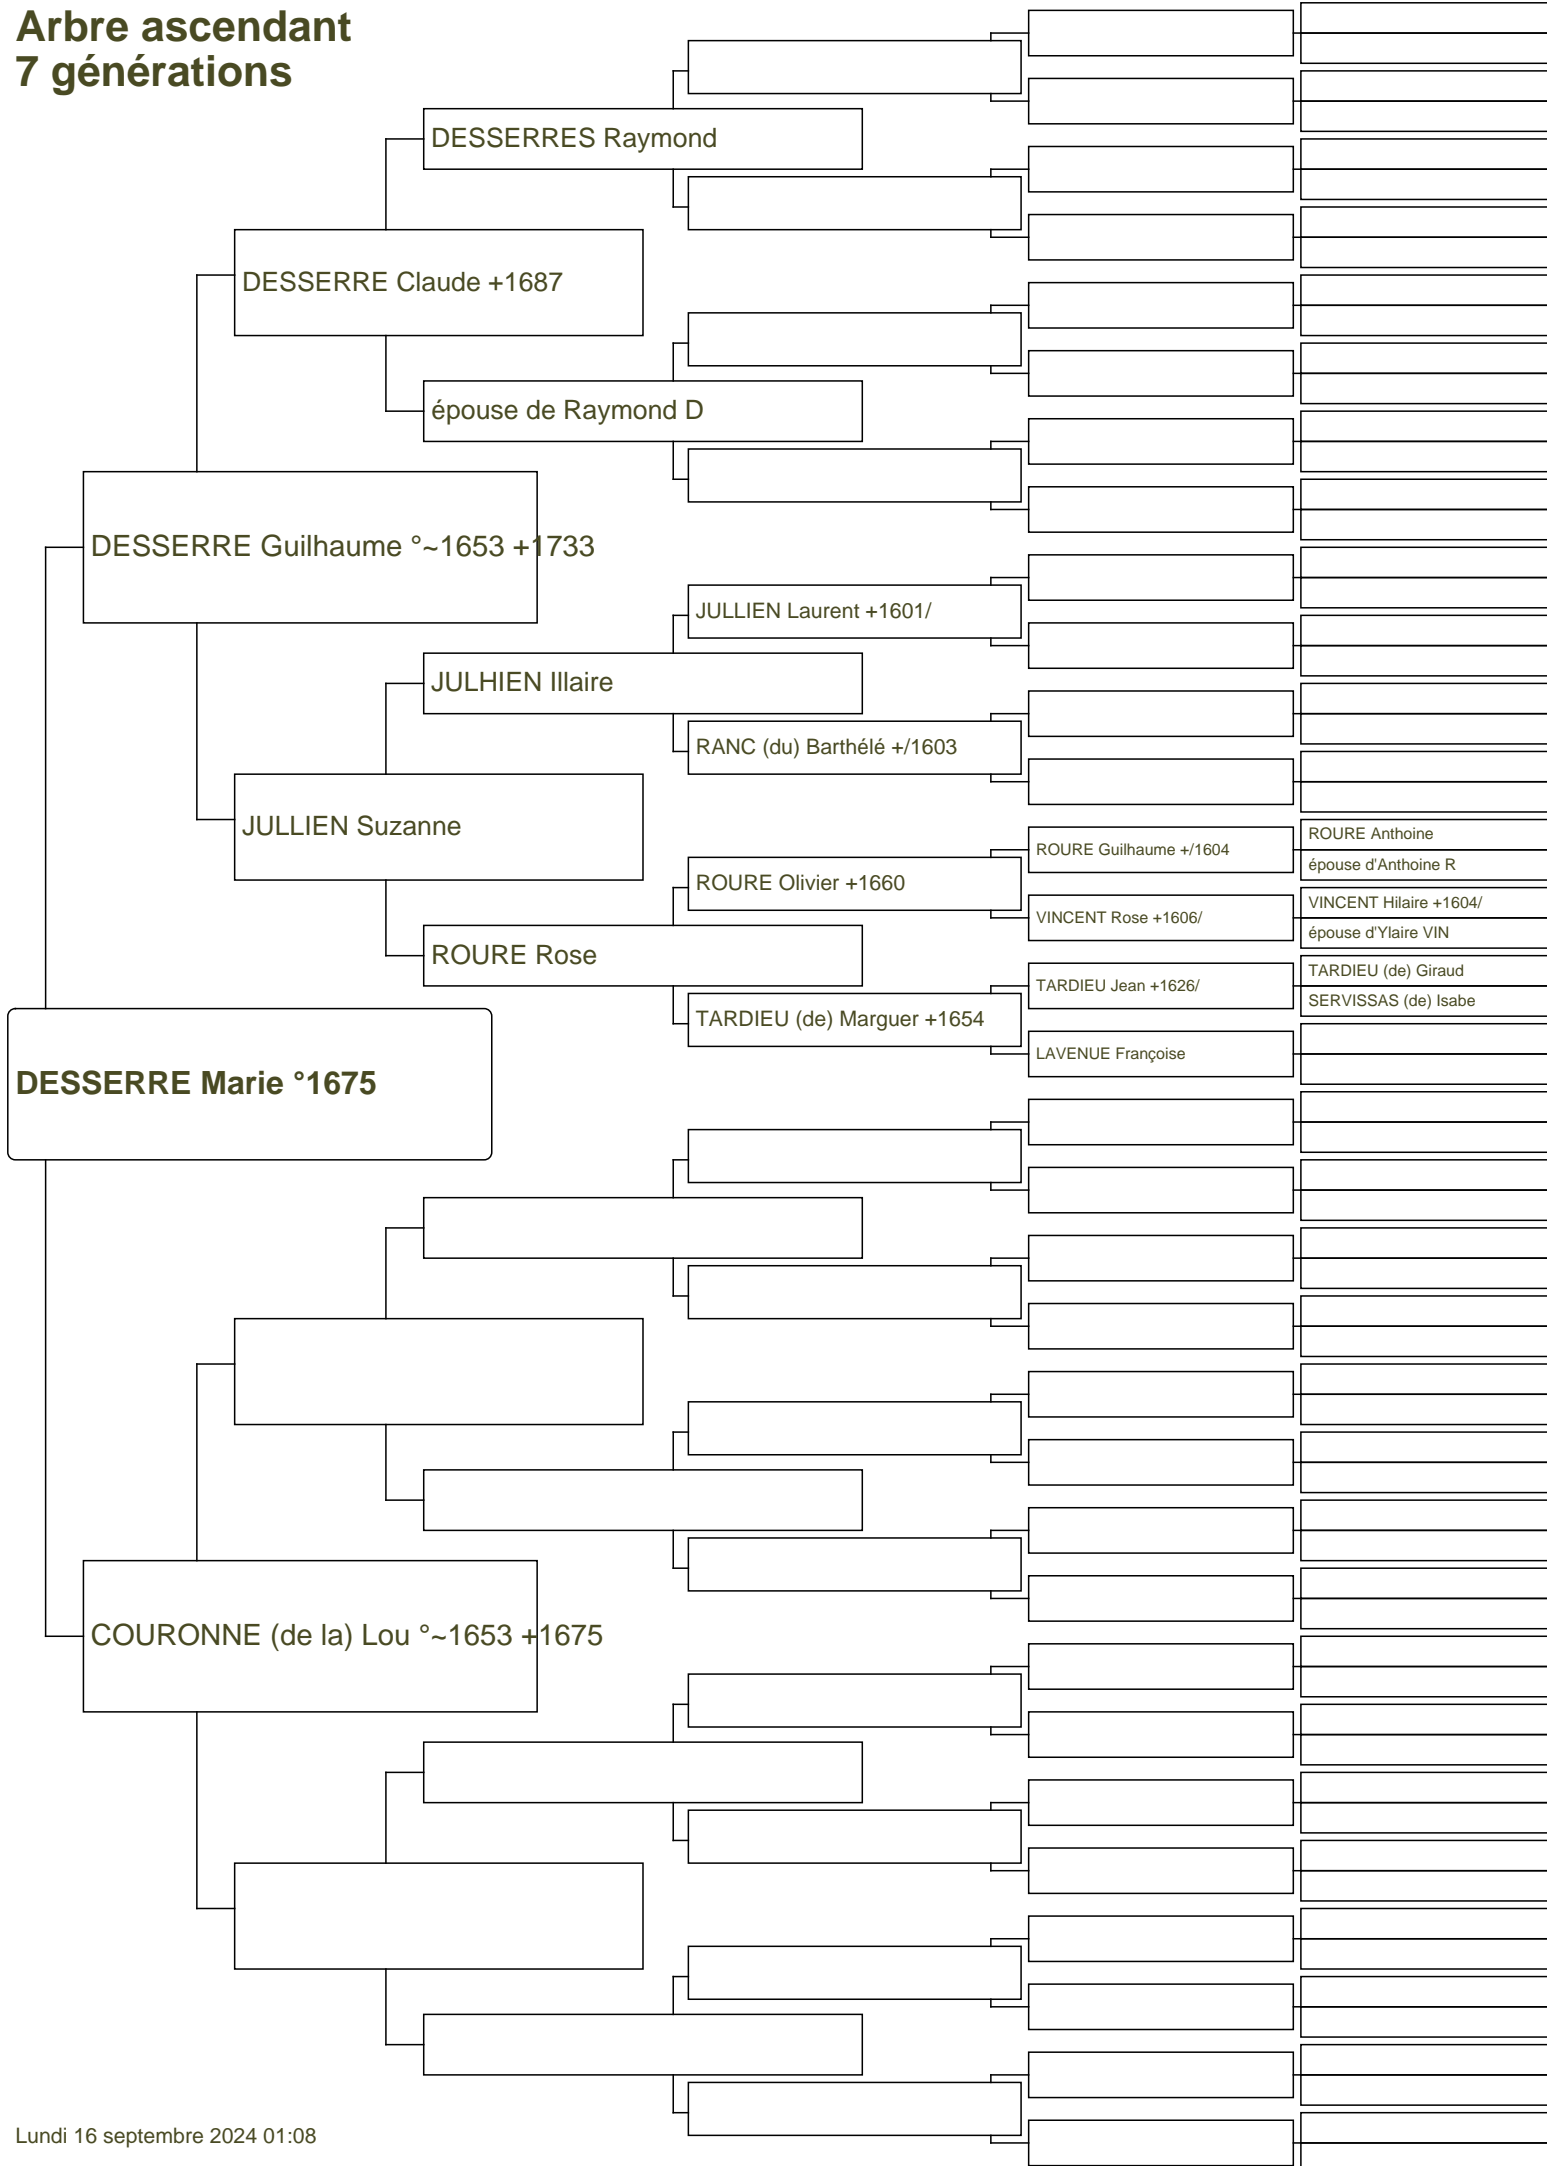 Arbre ascendant
7 générations
DESSERRES Raymond
DESSERRE Claude +1687
épouse de Raymond D
DESSERRE Guilhaume °~1653 +1733
JULLIEN Laurent +1601/
JULHIEN Illaire
RANC (du) Barthélé +/1603
JULLIEN Suzanne
ROURE Anthoine
ROURE Guilhaume +/1604
épouse d'Anthoine R
ROURE Olivier +1660
VINCENT Hilaire +1604/
VINCENT Rose +1606/
épouse d'Ylaire VIN
ROURE Rose
TARDIEU (de) Giraud
TARDIEU Jean +1626/
SERVISSAS (de) Isabe
TARDIEU (de) Marguer +1654
LAVENUE Françoise
DESSERRE Marie °1675
COURONNE (de la) Lou °~1653 +1675
Lundi 16 septembre 2024 01:08